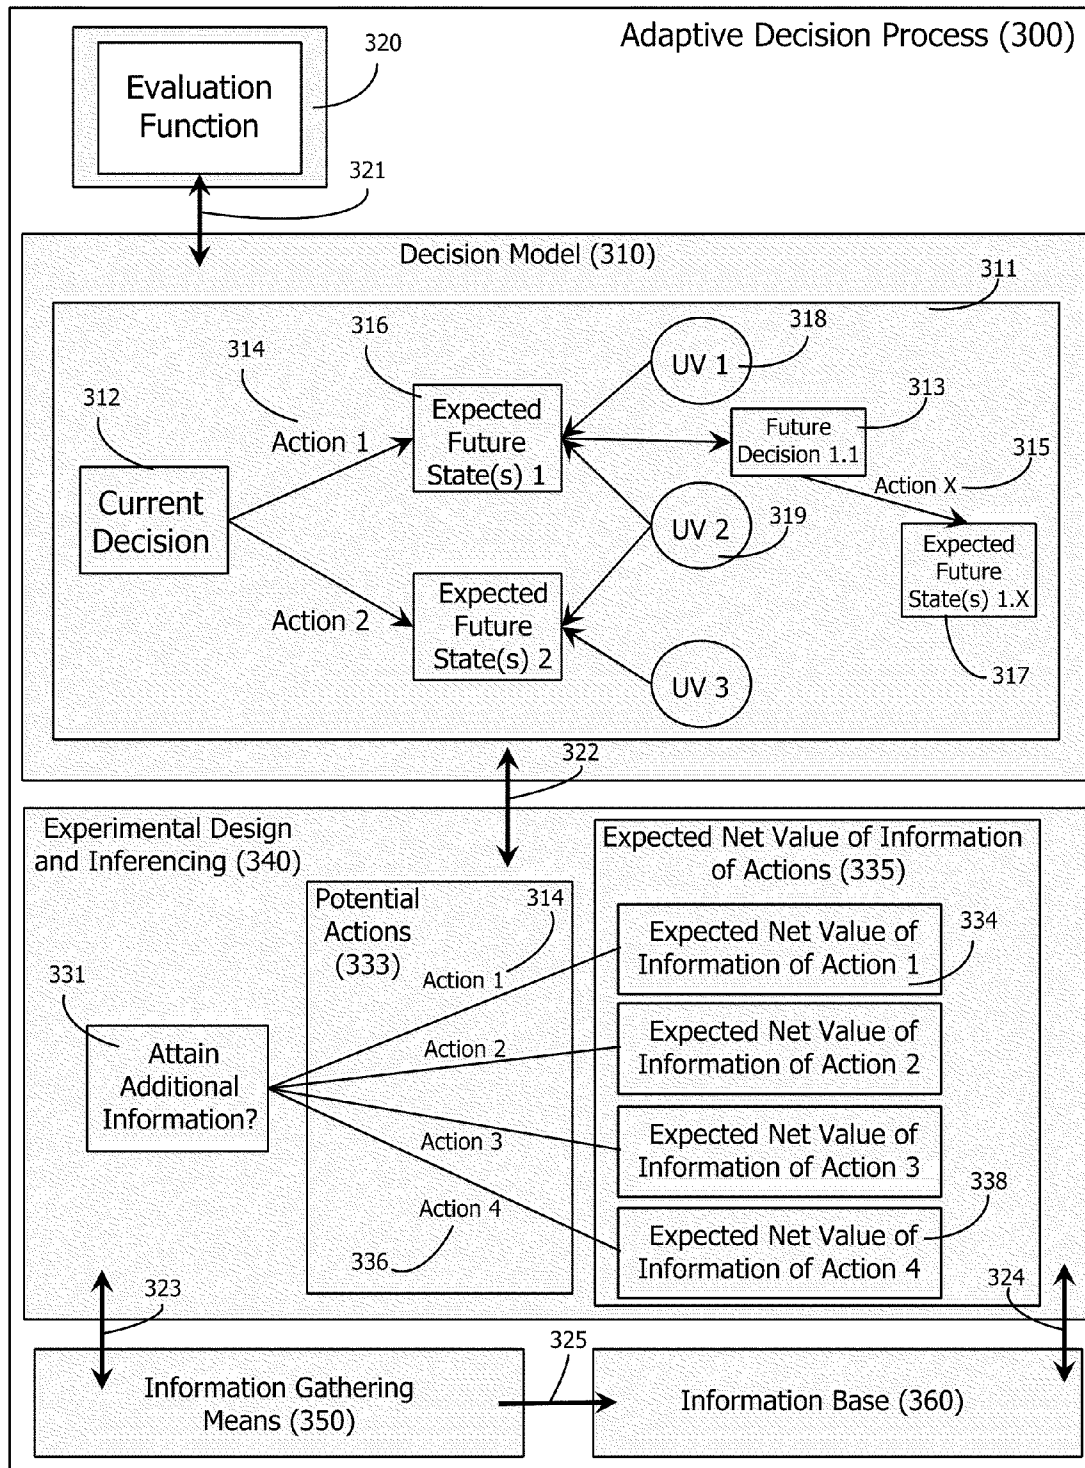 Adaptive Decision Process (300)
320
Evaluation
Function
321
Decision Model (310)
311
316
318
314
UV 1
312
313
Expected
Future
State(s) 1
Action 1
Future
Decision 1.1
315
Action X
Current
Decision
UV 2
319
Expected
Future
State(s) 1.X
Expected
Future
State(s) 2
Action 2
UV 3
317
322
Experimental Design
and Inferencing (340)
Expected Net Value of Information
of Actions (335)
Potential
Actions
(333)
314
Expected Net Value of
Information of Action 1
334
331
Action 1
Attain
Additional
Information?
Action 2
Expected Net Value of
Information of Action 2
Action 3
Expected Net Value of
Information of Action 3
338
Action 4
Expected Net Value of
Information of Action 4
336
323
324
325
Information Gathering
Means (350)
Information Base (360)